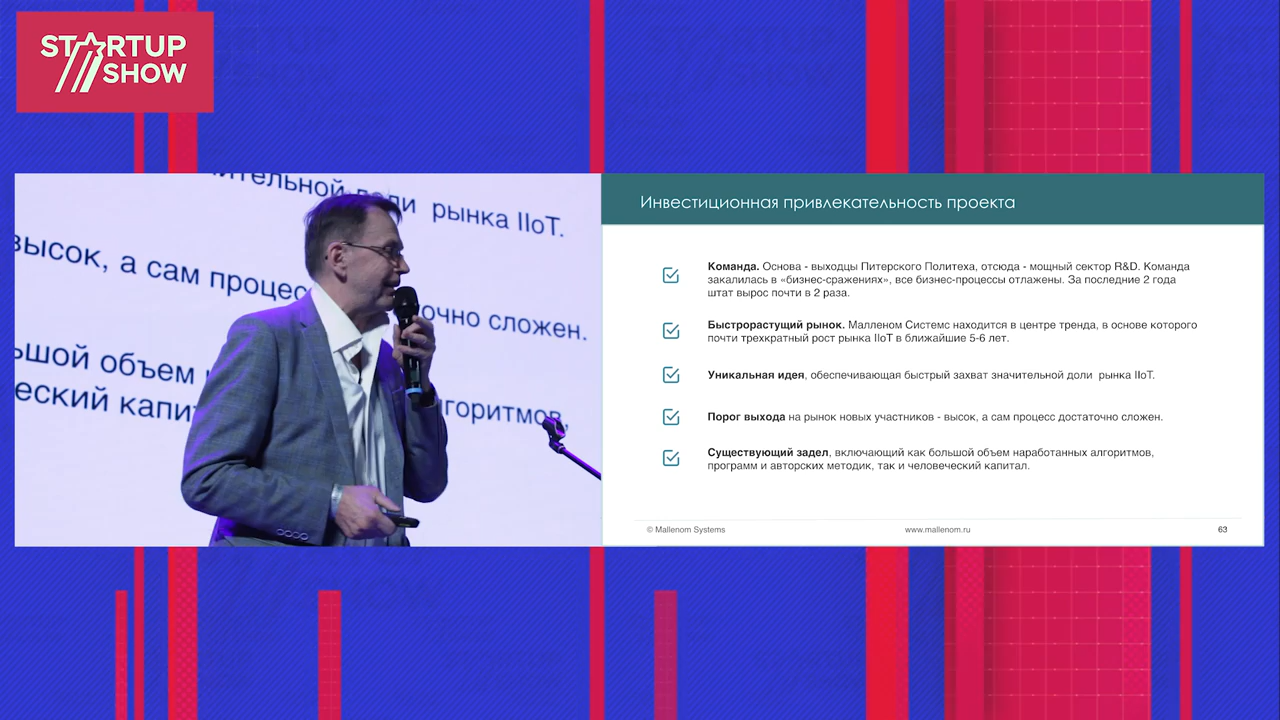 STARTUP
SHOW
рынка IIoT.
высок, а сам
очно сложен.
объем
Инвестиционная привлекательность проекта
Команда. Основа - выходцы Питерского Политеха, отсюда - мощный сектор R&D. Команда
закалилась в «бизнес-сражениях», все бизнес-процессы отлажены. За последние 2 года
штат вырос почти в 2 раза.
Быстрорастущий рынок. Малленом Системс находится в центре тренда, в основе которого
почти трехкратный рост рынка IIoT в ближайшие 5-6 лет.
Уникальная идея, обеспечивающая быстрый захват значительной доли рынка IIoT.
Порог выхода на рынок новых участников - высок, а сам процесс достаточно сложен.
Существующий задел, включающий как большой объем наработанных алгоритмов,
программ и авторских методик, так и человеческий капитал.
© Mallenom Systems www.mallenom.ru 63